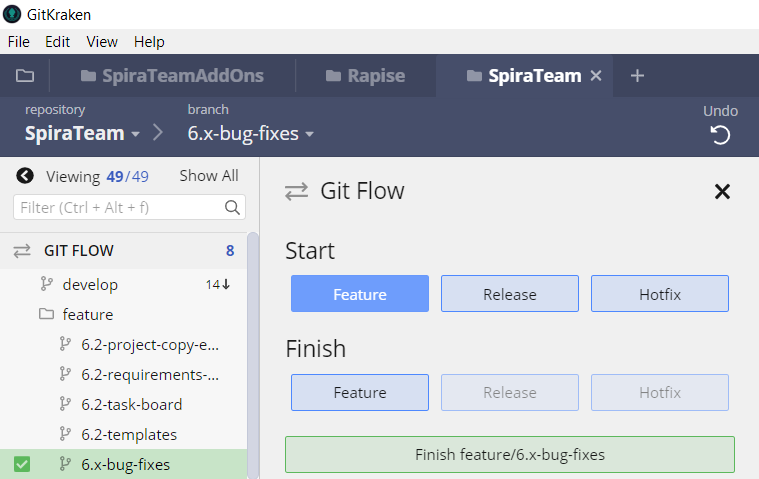 GitKraken
File Edit View Help
SpiraTeamAddOns Rapise SpiraTeam
repository branch Undo
SpiraTeam 6.x-bug-fixes
Viewing 49/49 Show All
Filter (Ctrl + Alt + f)
GIT FLOW 8
develop 14
feature
6.2-project-copy-e...
6.2-requirements-...
6.2-task-board
6.2-templates
6.x-bug-fixes
Git Flow
Start
Feature Release Hotfix
Finish
Feature Release Hotfix
Finish feature/6.x-bug-fixes